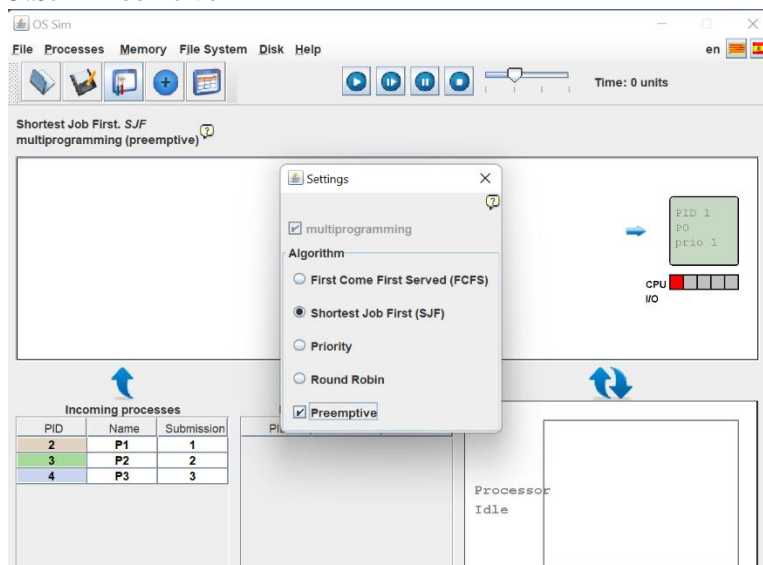 OS Sim
File Processes Memory File System Disk Help
en
Time: 0 units
Shortest Job First. SJF
multiprogramming (preemptive)
Settings
multiprogramming
Algorithm
First Come First Served (FCFS)
Shortest Job First (SJF)
Priority
Round Robin
Preemptive
PID 1
P0
prio 1
CPU
I/O
Incoming processes
PID Name Submission
2 P1 1
3 P2 2
4 P3 3
Processor
Idle